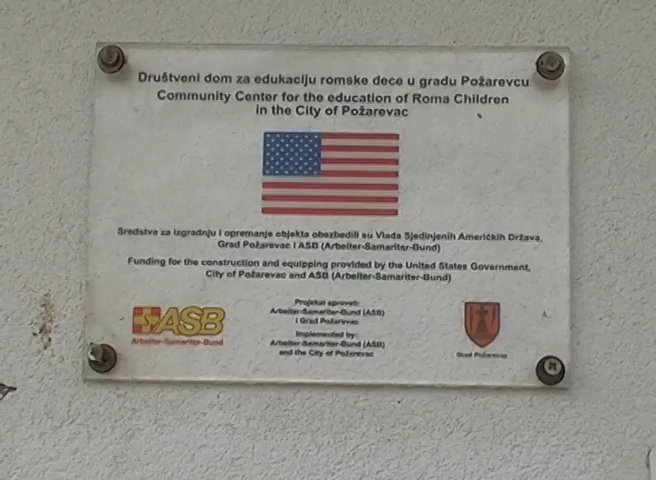 Društveni dom za edukaciju romske dece u gradu Požarevcu
Community Center for the education of Roma Children
in the City of Požarevac
Sredstva za izgradnju i opremanje objekta obezbedili su Vlada Sjedinjenih Američkih Država,
Grad Požarevac i ASB (Arbeiter-Samariter-Bund)
Funding for the construction and equipping provided by the United States Government,
City of Požarevac and ASB (Arbeiter-Samariter-Bund)
ASB
Arbeiter-Samariter-Bund
Projekat sproveli:
Arbeiter-Samariter-Bund (ASB)
i Grad Požarevac
Implemented by:
Arbeiter-Samariter-Bund (ASB)
and the City of Požarevac
Grad Požarevac